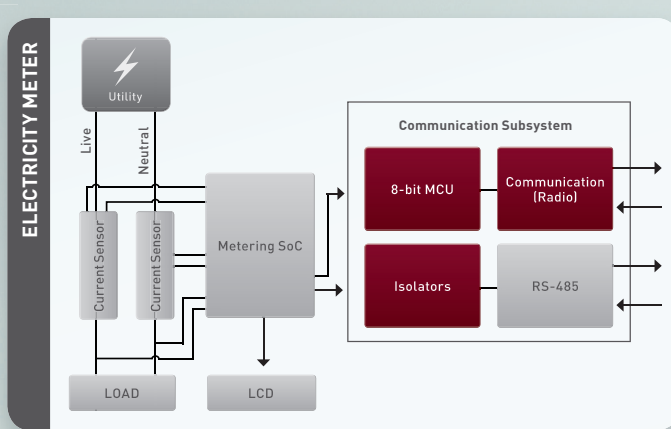 ELECTRICITY METER
Utility
Live
Neutral
Current Sensor
Current Sensor
Metering SoC
LOAD
LCD
Communication Subsystem
8-bit MCU
Communication
(Radio)
Isolators
RS-485